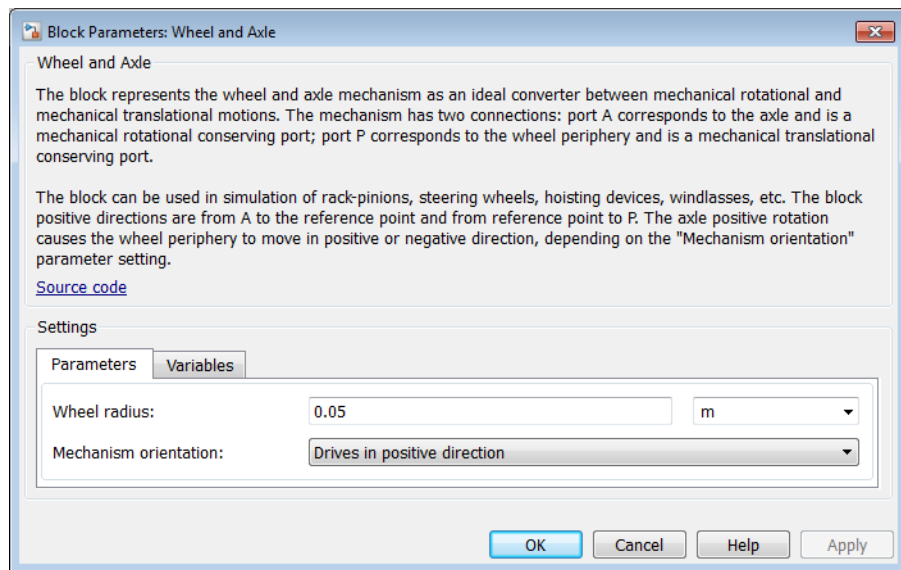 Block Parameters: Wheel and Axle
Wheel and Axle
The block represents the wheel and axle mechanism as an ideal converter between mechanical rotational and
mechanical translational motions. The mechanism has two connections: port A corresponds to the axle and is a
mechanical rotational conserving port; port P corresponds to the wheel periphery and is a mechanical translational
conserving port.
The block can be used in simulation of rack-pinions, steering wheels, hoisting devices, windlasses, etc. The block
positive directions are from A to the reference point and from reference point to P. The axle positive rotation
causes the wheel periphery to move in positive or negative direction, depending on the "Mechanism orientation"
parameter setting.
Source code
Settings
Parameters Variables
Wheel radius: 0.05 m
Mechanism orientation: Drives in positive direction
OK Cancel Help Apply